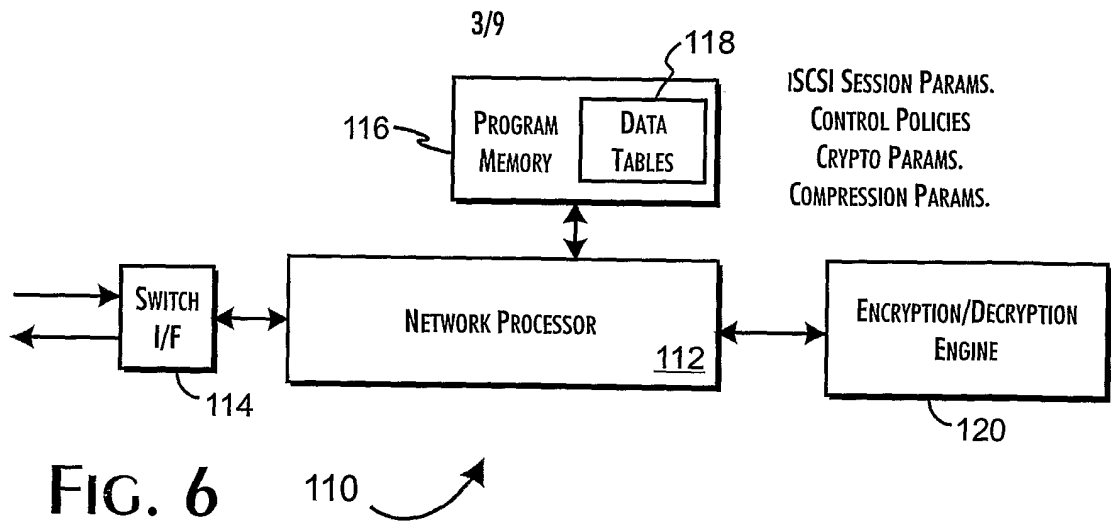 3/9
118
116
PROGRAM
MEMORY
DATA
TABLES
ISCSI SESSION PARAMS.
CONTROL POLICIES
CRYPTO PARAMS.
COMPRESSION PARAMS.
SWITCH
I/F
114
NETWORK PROCESSOR
112
ENCRYPTION/DECRYPTION
ENGINE
120
FIG. 6
110